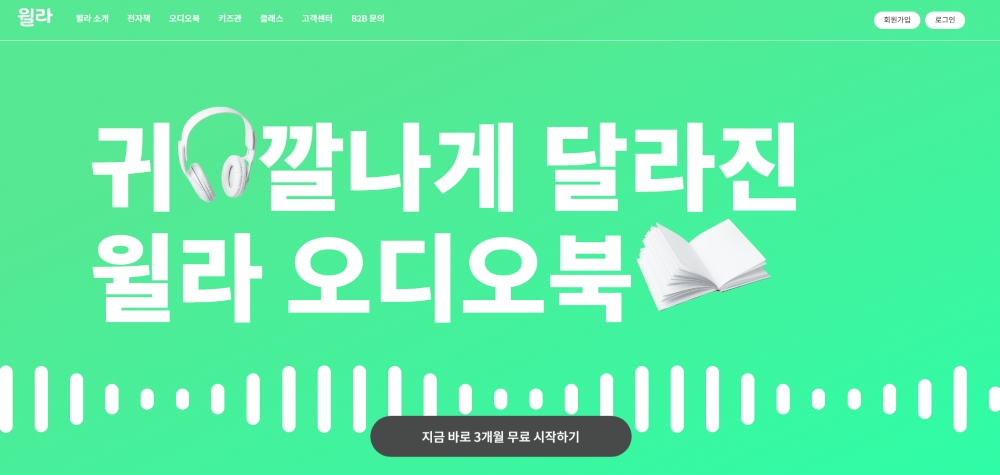 윌라 윌라 소개 전자책 오디오북 키즈관 클래스 고객센터 B2B 문의 회원가입 로그인
귀깔나게 달라진
윌라 오디오북
지금 바로 3개월 무료 시작하기